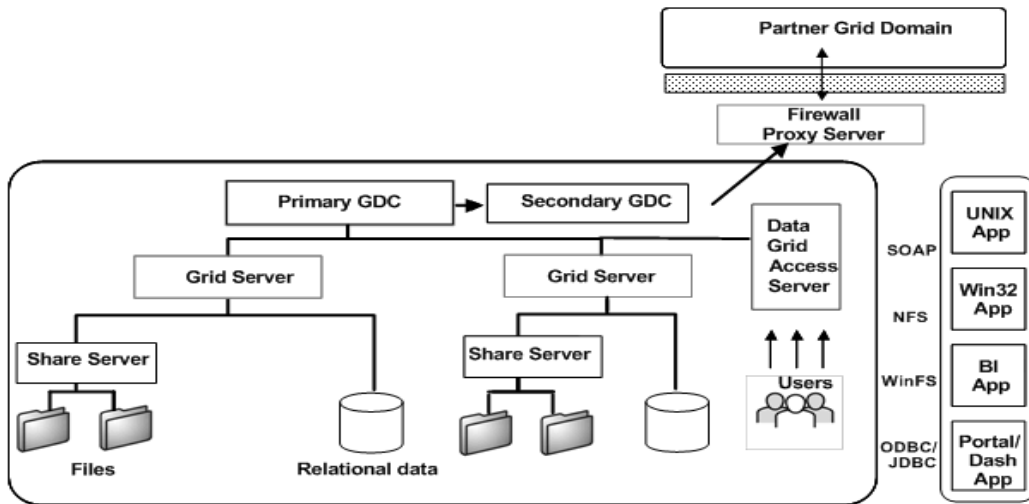 Partner Grid Domain
Firewall
Proxy Server
Primary GDC
Secondary GDC
Data
Grid
Access
Server
Grid Server
Grid Server
Share Server
Share Server
Users
Files
Relational data
SOAP
NFS
WinFS
ODBC/
JDBC
UNIX
App
Win32
App
BI
App
Portal/
Dash
App